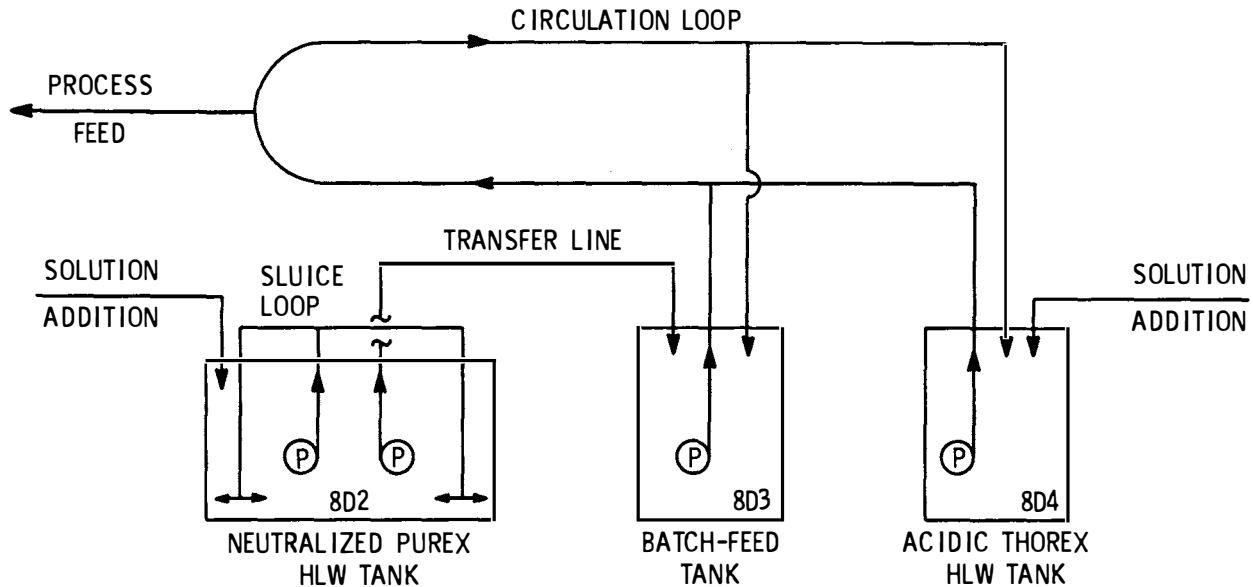 CIRCULATION LOOP
PROCESS
FEED
TRANSFER LINE
SOLUTION
ADDITION
SLUICE
LOOP
SOLUTION
ADDITION
P
P
P
P
8D2
8D3
8D4
NEUTRALIZED PUREX
HLW TANK
BATCH-FEED
TANK
ACIDIC THOREX
HLW TANK